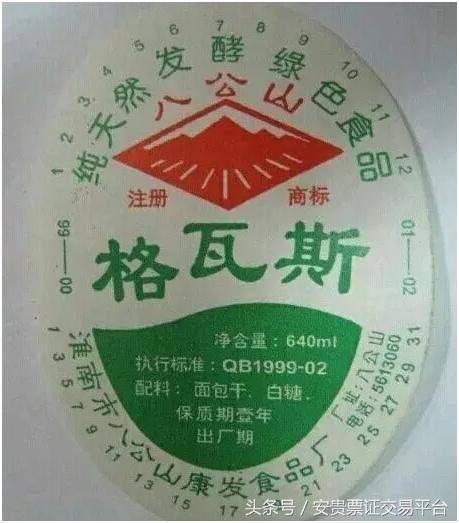 1 2 3 4 5 6 7 8 9 10 11 12
纯天然发酵绿色食品
八公山
注册 商标
00——99
01——02
格瓦斯
净含量：640ml
执行标准：QB1999-02
配料：面包干、白糖、
保质期壹年
出厂期
淮南市八公山康发食品厂
厂址：八公山
电话：5613060
1 3 5 7 9 11 13 15 17 19 21 23 25 27 29 31
头条号／安贵票证交易平台